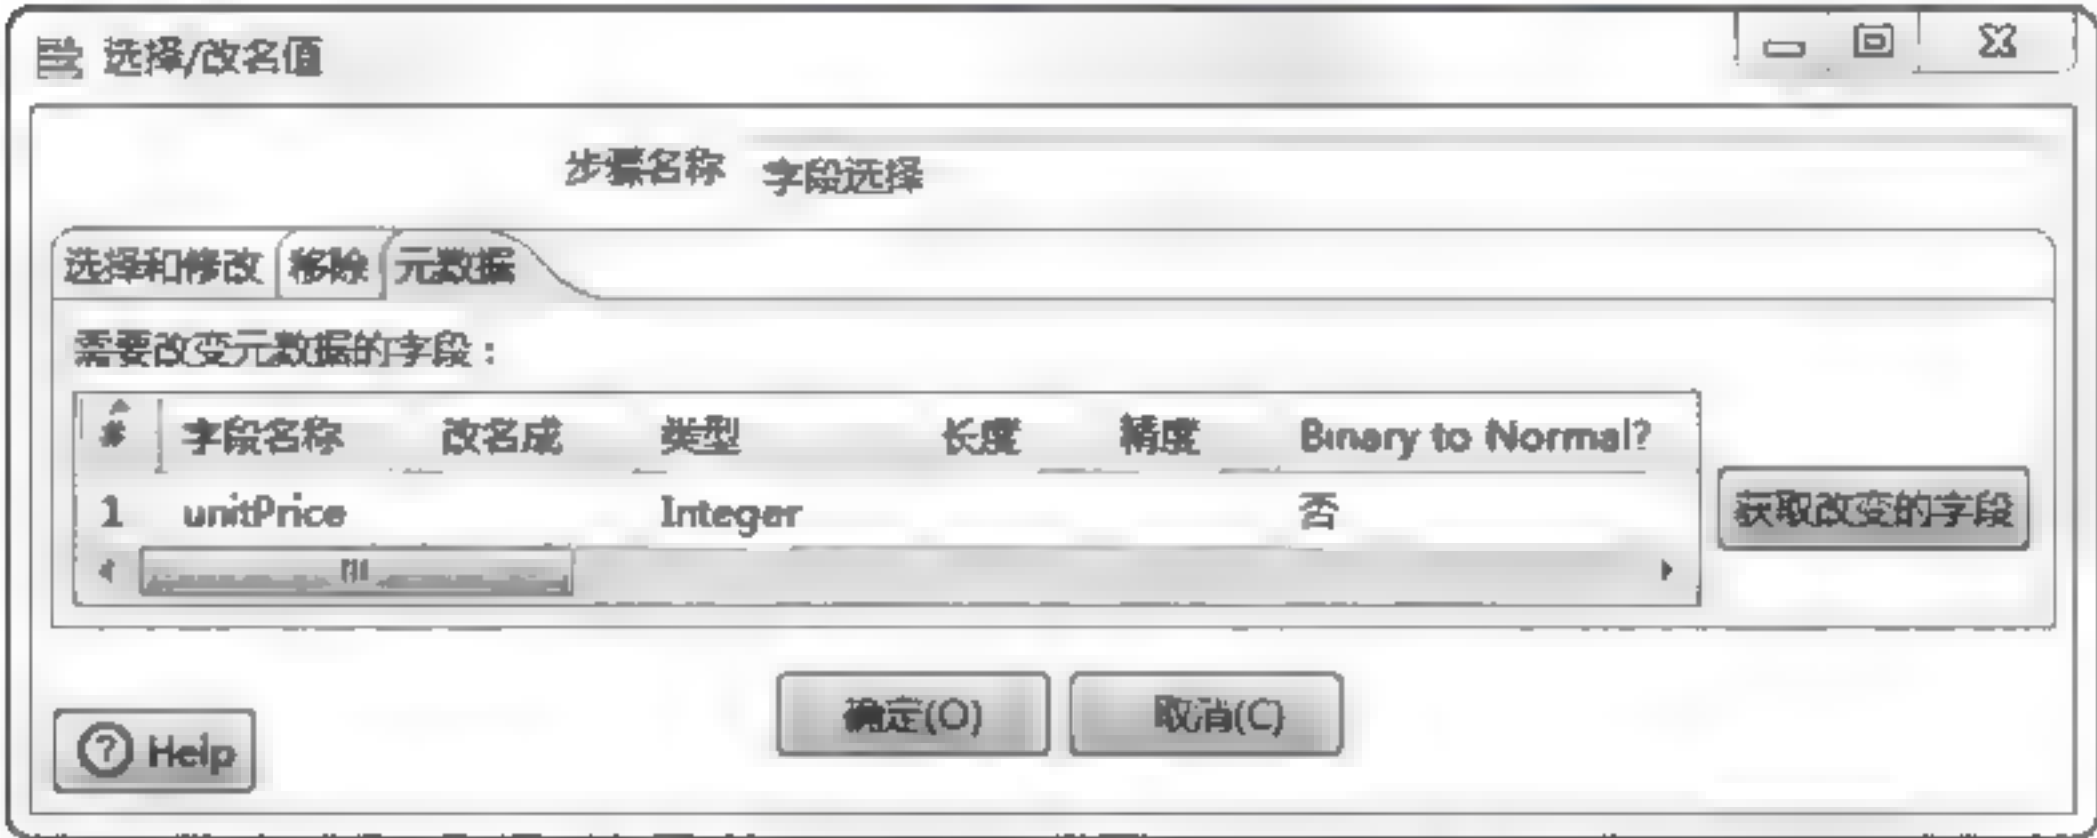 选择/改名值
步骤名称 字段选择
选择和修改 移除 元数据
需要改变元数据的字段：
# 字段名称 改名成 类型 长度 精度 Binary to Normal?
1 unitPrice Integer 否
获取改变的字段
确定(O) 取消(C)
Help